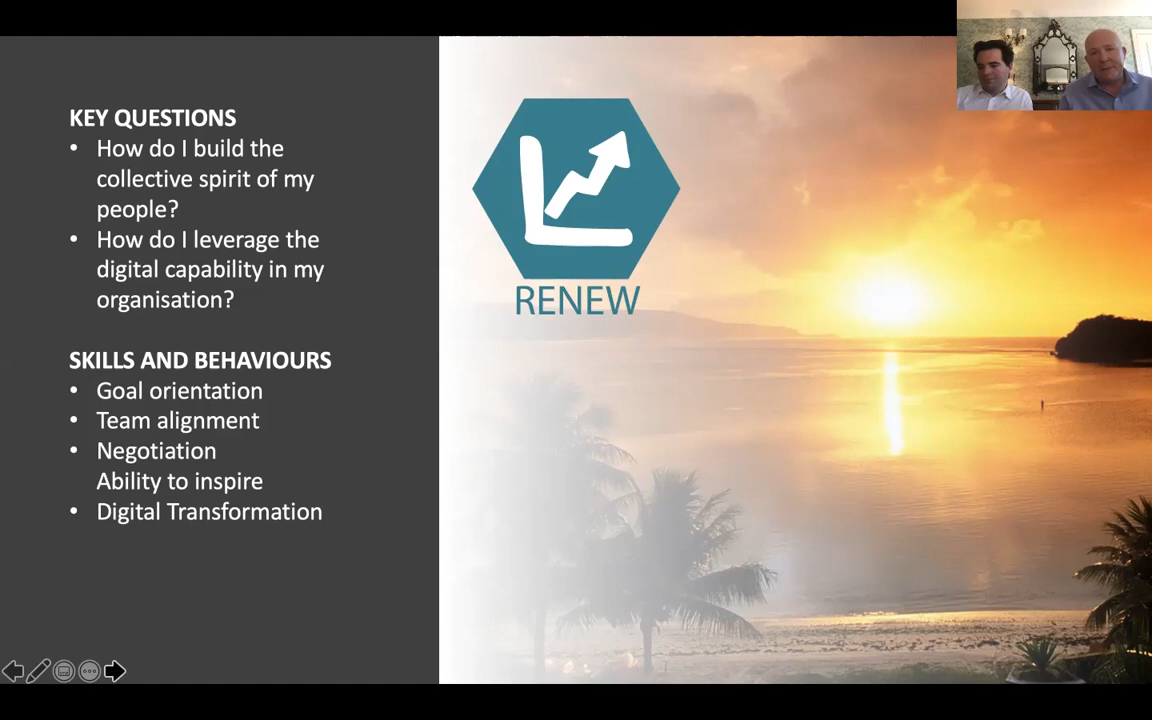 KEY QUESTIONS
• How do I build the
collective spirit of my
people?
• How do I leverage the
digital capability in my
organisation?
SKILLS AND BEHAVIOURS
• Goal orientation
• Team alignment
• Negotiation
Ability to inspire
• Digital Transformation
RENEW